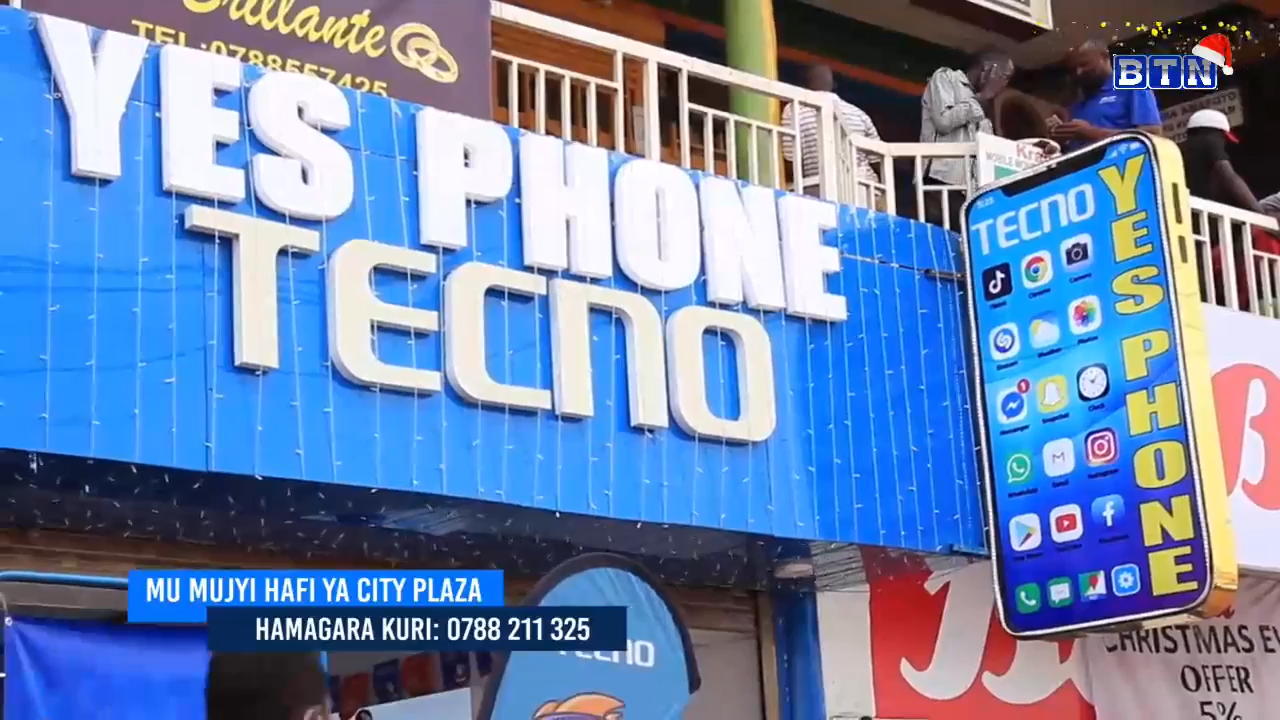 Brillante
TEL:0788557425
YES PHONE
TECNO
BTN
TECNO
YES PHONE
MU MUJYI HAFI YA CITY PLAZA
HAMAGARA KURI: 0788 211 325
TECNO
CHRISTMAS
OFFER
5%